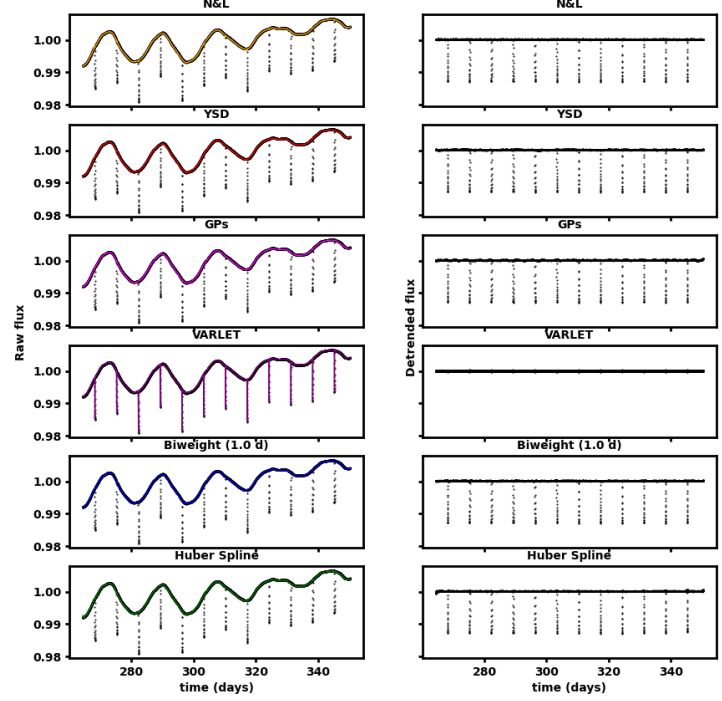 N&L
N&L
1.00
0.99
0.98
YSD
YSD
1.00
0.99
0.98
GPs
GPs
1.00
0.99
0.98
VARLET
VARLET
1.00
0.99
0.98
Biweight (1.0 d)
Biweight (1.0 d)
1.00
0.99
0.98
Huber Spline
Huber Spline
1.00
0.99
0.98
Raw flux
Detrended flux
280 300 320 340
280 300 320 340
time (days)
time (days)